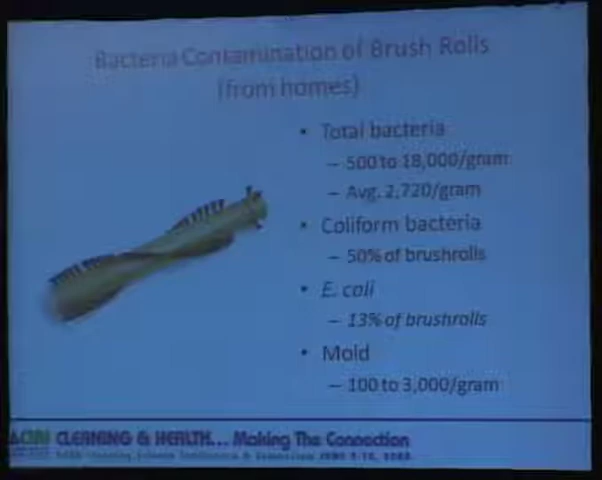 Bacteria Contamination of Brush Rolls
(from homes)
• Total bacteria
– 500 to 18,000/gram
– Avg. 2,720/gram
• Coliform bacteria
– 50% of brushrolls
• E. coli
– 13% of brushrolls
• Mold
– 100 to 3,000/gram
CLEANING & HEALTH... Making The Connection